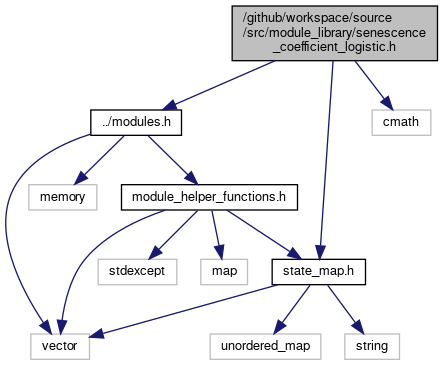 /github/workspace/source
/src/module_library/senescence
_coefficient_logistic.h
../modules.h
cmath
memory
module_helper_functions.h
stdexcept
map
state_map.h
vector
unordered_map
string